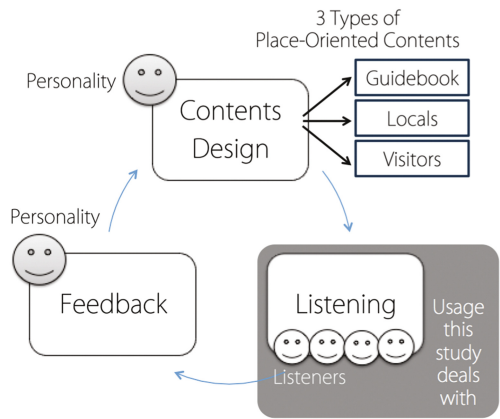 3 Types of
Place-Oriented Contents
Personality
Contents
Design
Guidebook
Locals
Visitors
Personality
Feedback
Listening
Listeners
Usage
this
study
deals
with